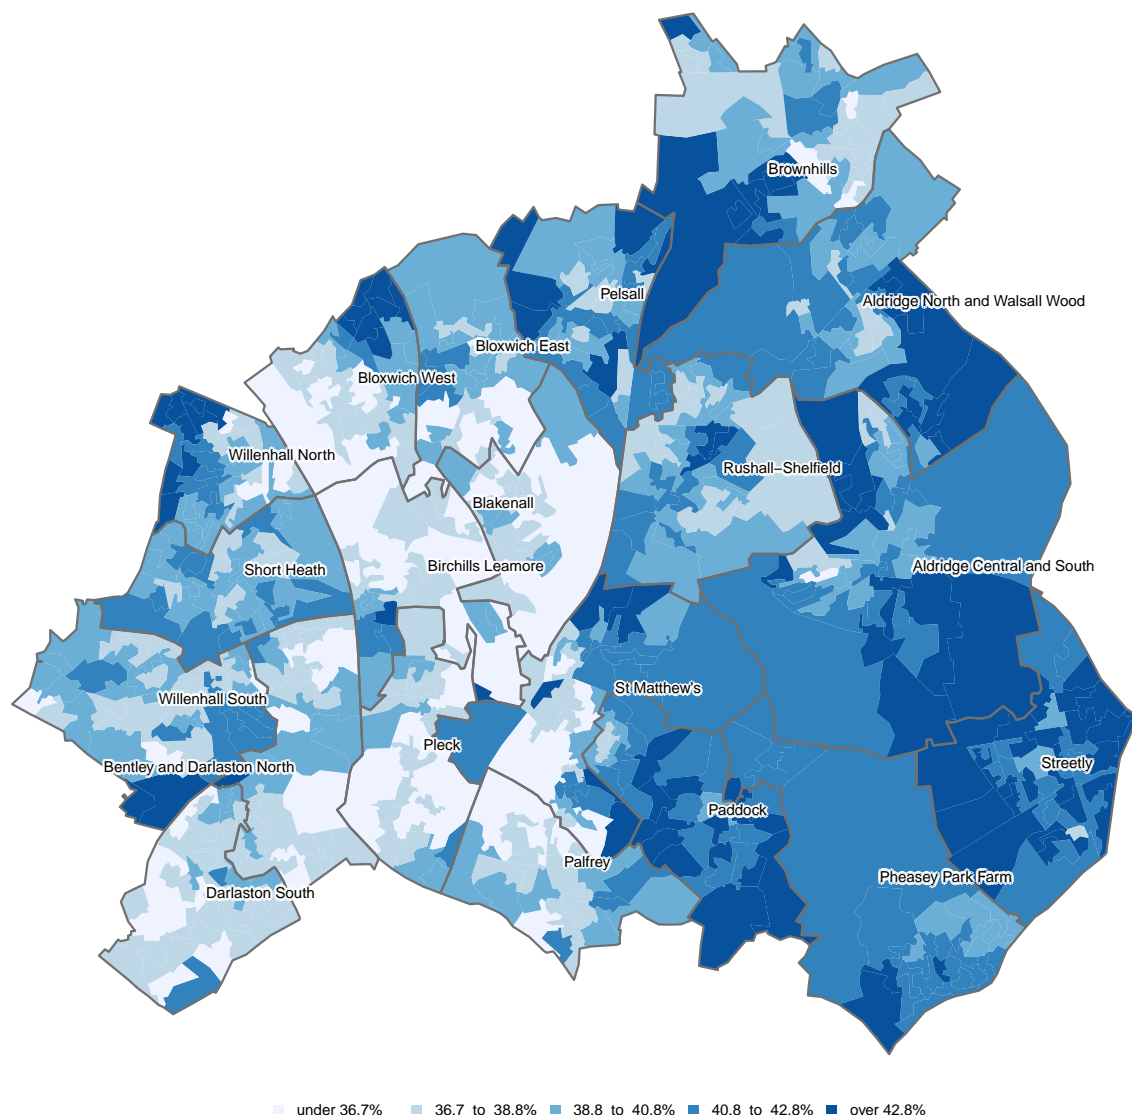 Brownhills
Pelsall
Aldridge North and Walsall Wood
Bloxwich East
Bloxwich West
Willenhall North
Rushall−Shelfield
Blakenall
Short Heath
Birchills Leamore
Aldridge Central and South
St Matthew's
Willenhall South
Pleck
Bentley and Darlaston North
Streetly
Paddock
Palfrey
Pheasey Park Farm
Darlaston South
under 36.7% 36.7 to 38.8% 38.8 to 40.8% 40.8 to 42.8% over 42.8%